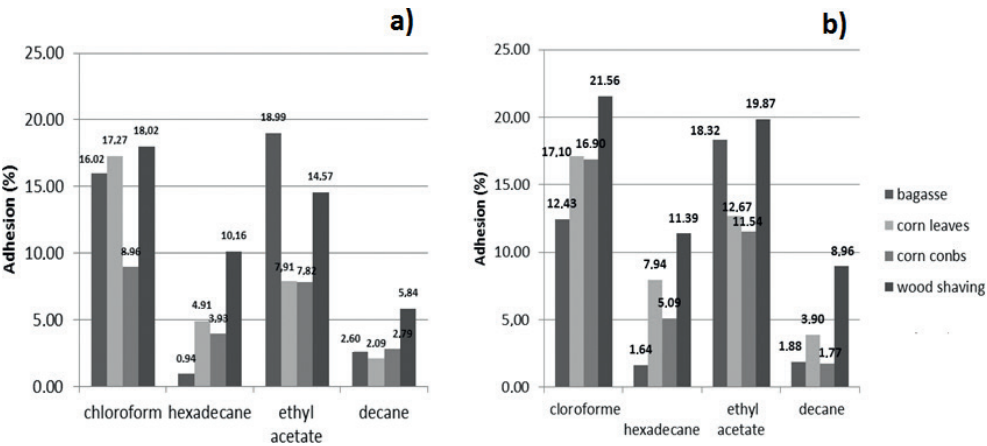 a)
25.00
20.00
15.00
10.00
5.00
0.00
Adhesion (%)
16.02 17,27 8.96 18,02
0.94 4.91 3,93 10,16
18.99 7,91 7,82 14,57
2.60 2.09 2.79 5,84
chloroform hexadecane ethyl acetate decane
b)
25.00
20.00
15.00
10.00
5.00
0.00
Adhesion (%)
12.43 17,10 16.90 21.56
1.64 7.94 5.09 11.39
18.32 12.67 11.54 19.87
1.88 3.90 1.77 8,96
cloroforme hexadecane ethyl acetate decane
bagasse
corn leaves
corn conbs
wood shaving